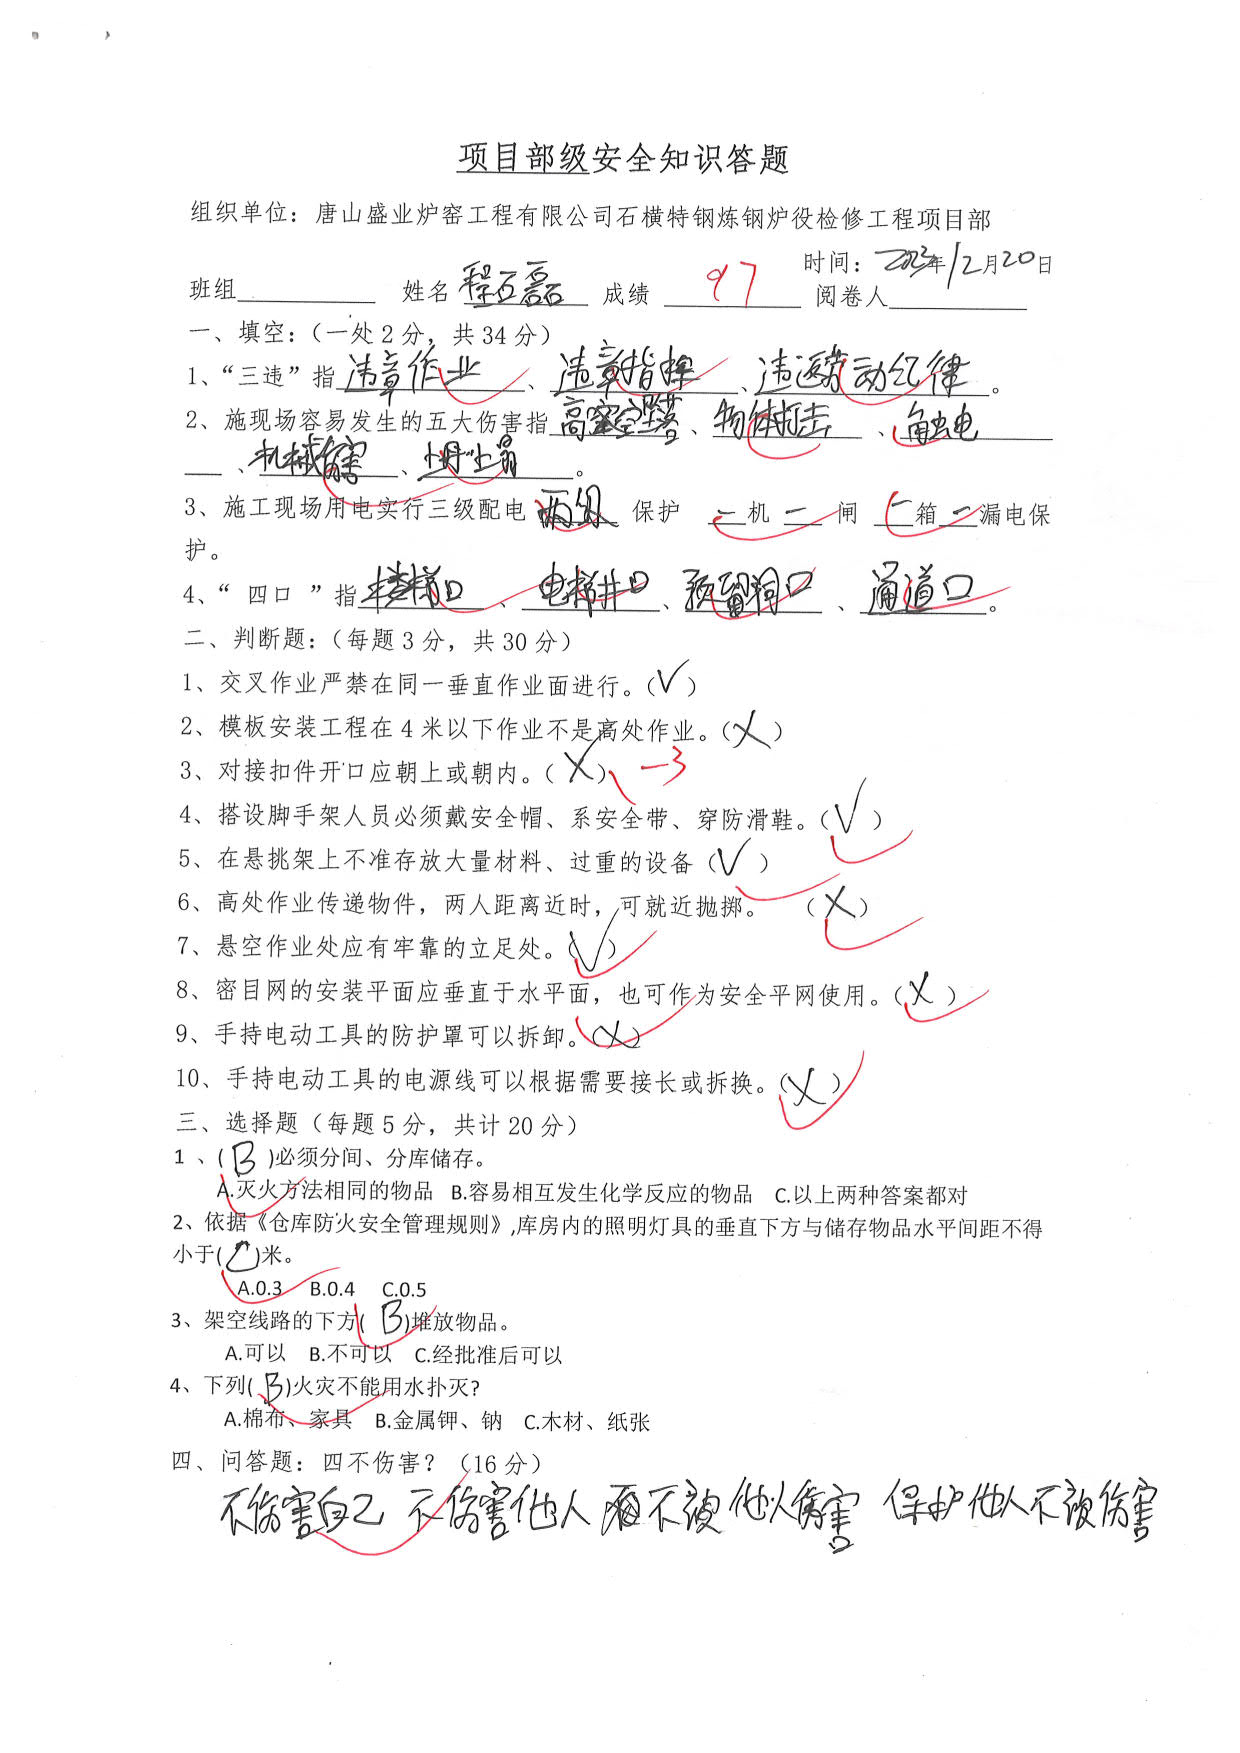 项目部级安全知识答题
组织单位：唐山盛业炉窑工程有限公司石横特钢炼钢炉役检修工程项目部
时间：2023年12月20日
班组 姓名 程石磊 成绩 97 阅卷人
一、填空：（一处2分，共34分）
1、“三违”指违章作业、违章指挥、违反劳动纪律。
2、施现场容易发生的五大伤害指高空坠落、物体打击、触电
、机械伤害、坍塌。
3、施工现场用电实行三级配电 两级 保护 一机 一 闸 一箱 一漏电保
护。
4、“ 四口 ”指楼梯口、电梯井口、预留洞口、通道口。
二、判断题：（每题3分，共30分）
1、交叉作业严禁在同一垂直作业面进行。（√）
2、模板安装工程在4米以下作业不是高处作业。（X）
3、对接扣件开口应朝上或朝内。（X） -3
4、搭设脚手架人员必须戴安全帽、系安全带、穿防滑鞋。（√）
5、在悬挑架上不准存放大量材料、过重的设备（√）
6、高处作业传递物件，两人距离近时，可就近抛掷。 （X）
7、悬空作业处应有牢靠的立足处。（√）
8、密目网的安装平面应垂直于水平面，也可作为安全平网使用。（X）
9、手持电动工具的防护罩可以拆卸。（X）
10、手持电动工具的电源线可以根据需要接长或拆换。（X）
三、选择题（每题5分，共计20分）
1 、( B )必须分间、分库储存。
A.灭火方法相同的物品 B.容易相互发生化学反应的物品 C.以上两种答案都对
2、依据《仓库防火安全管理规则》,库房内的照明灯具的垂直下方与储存物品水平间距不得
小于( C )米。
A.0.3 B.0.4 C.0.5
3、架空线路的下方( B )堆放物品。
A.可以 B.不可以 C.经批准后可以
4、下列( B )火灾不能用水扑灭?
A.棉布、家具 B.金属钾、钠 C.木材、纸张
四、问答题：四不伤害？（16分）
不伤害自己 不伤害他人 不被他人伤害 保护他人不被伤害